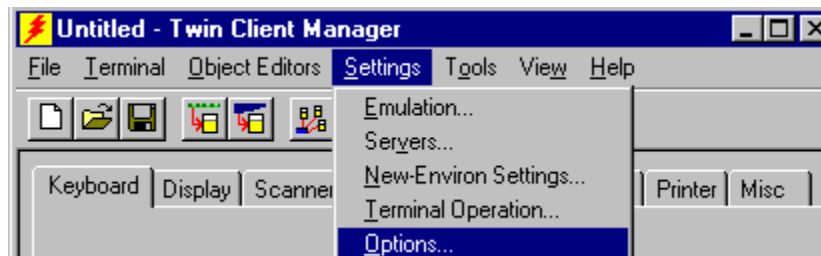 Untitled - Twin Client Manager
File Terminal Object Editors Settings Tools View Help
Emulation...
Servers...
New-Environ Settings...
Terminal Operation...
Options...
Keyboard Display Scanner Printer Misc